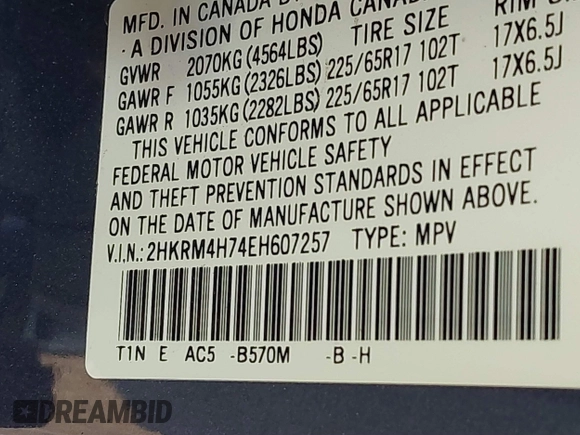 MFD. IN CANADA B
- A DIVISION OF HONDA CANADA
GVWR 2070KG (4564LBS) TIRE SIZE RIM
GAWR F 1055KG (2326LBS) 225/65R17 102T 17X6.5J
GAWR R 1035KG (2282LBS) 225/65R17 102T 17X6.5J
THIS VEHICLE CONFORMS TO ALL APPLICABLE
FEDERAL MOTOR VEHICLE SAFETY
AND THEFT PREVENTION STANDARDS IN EFFECT
ON THE DATE OF MANUFACTURE SHOWN ABOVE.
V.I.N.: 2HKRM4H74EH607257 TYPE: MPV
T1N E AC5 -B570M -B -H
DREAMBID